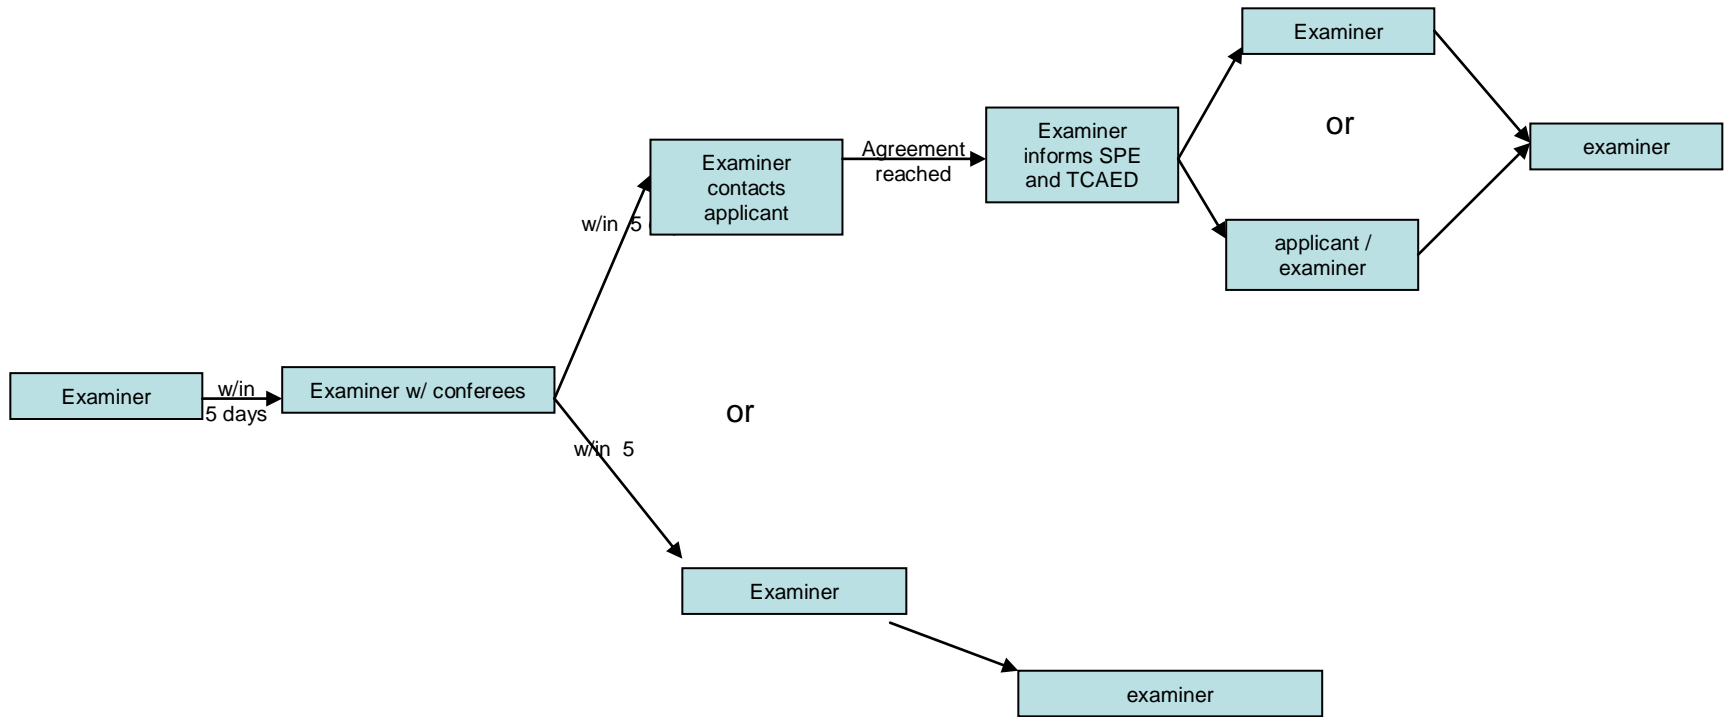 Examiner
or
Examiner
informs SPE
and TCAED
examiner
Examiner
contacts
applicant
Agreement
reached
w/in 5
applicant /
examiner
Examiner
w/in
5 days
Examiner w/ conferees
or
w/in 5
Examiner
examiner